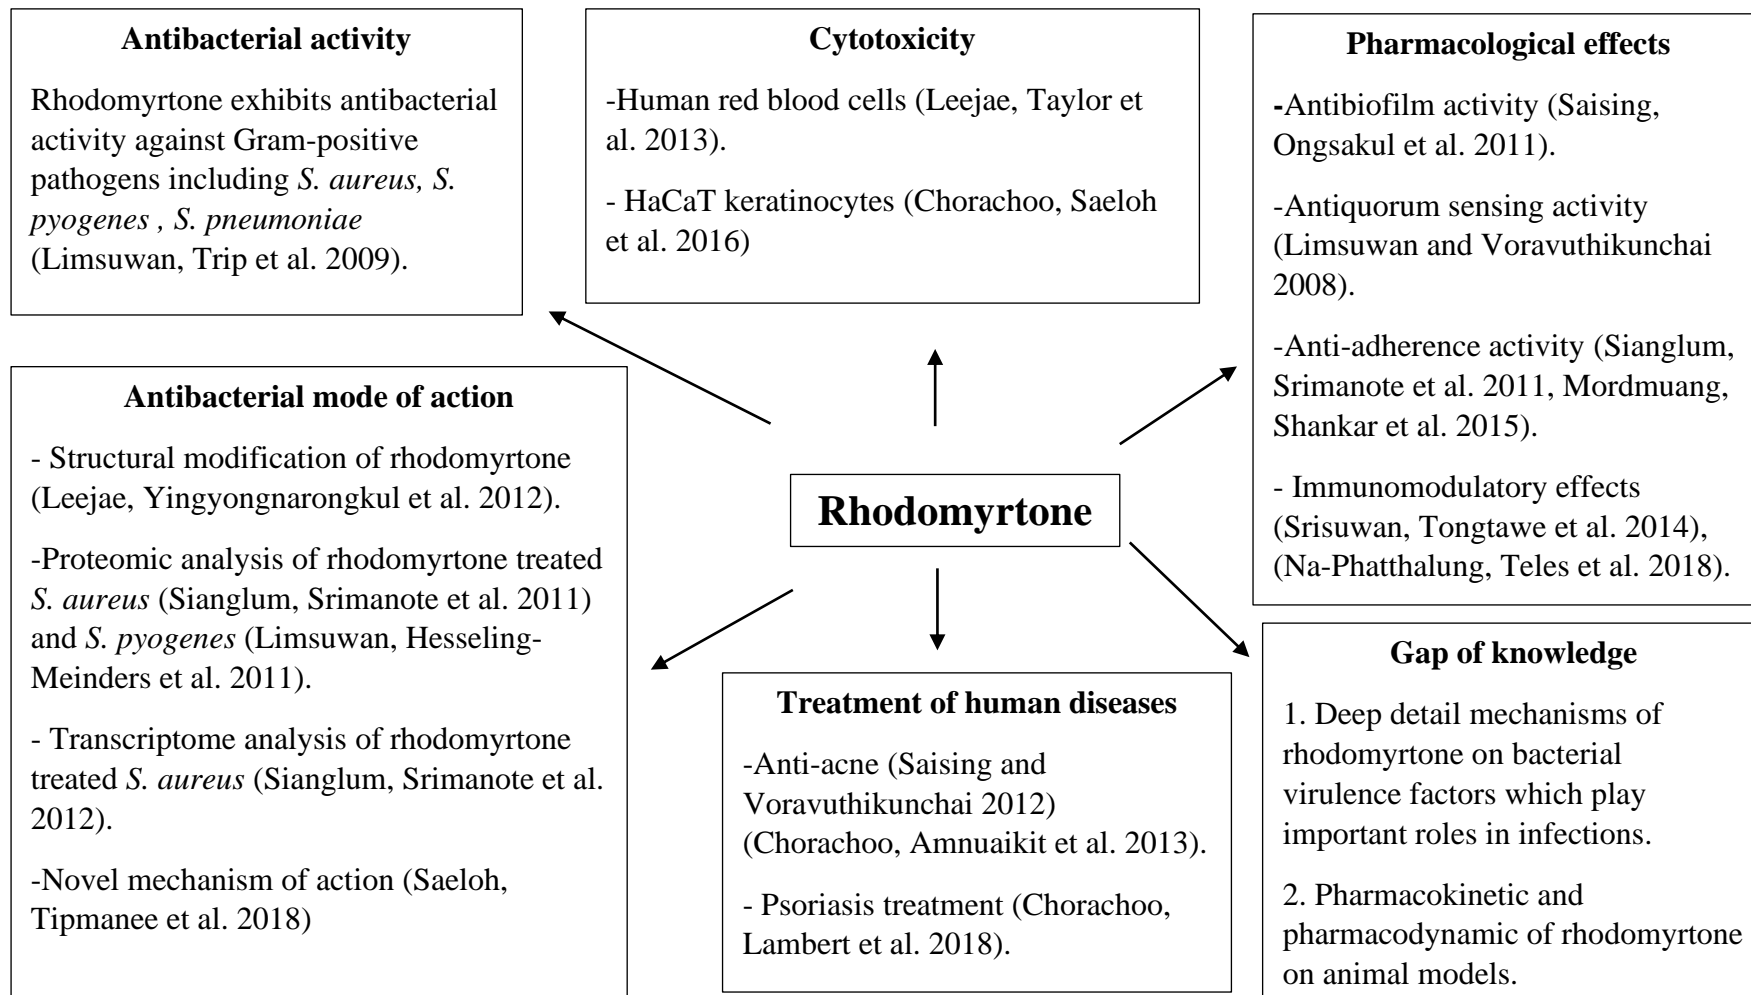 Antibacterial activity
Rhodomyrtone exhibits antibacterial
activity against Gram-positive
pathogens including S. aureus, S.
pyogenes , S. pneumoniae
(Limsuwan, Trip et al. 2009).
Cytotoxicity
-Human red blood cells (Leejae, Taylor et
al. 2013).
- HaCaT keratinocytes (Chorachoo, Saeloh
et al. 2016)
Pharmacological effects
-Antibiofilm activity (Saising,
Ongsakul et al. 2011).
-Antiquorum sensing activity
(Limsuwan and Voravuthikunchai
2008).
-Anti-adherence activity (Sianglum,
Srimanote et al. 2011, Mordmuang,
Shankar et al. 2015).
- Immunomodulatory effects
(Srisuwan, Tongtawe et al. 2014),
(Na-Phatthalung, Teles et al. 2018).
Antibacterial mode of action
- Structural modification of rhodomyrtone
(Leejae, Yingyongnarongkul et al. 2012).
-Proteomic analysis of rhodomyrtone treated
S. aureus (Sianglum, Srimanote et al. 2011)
and S. pyogenes (Limsuwan, Hesseling-
Meinders et al. 2011).
- Transcriptome analysis of rhodomyrtone
treated S. aureus (Sianglum, Srimanote et al.
2012).
-Novel mechanism of action (Saeloh,
Tipmanee et al. 2018)
Rhodomyrtone
Treatment of human diseases
-Anti-acne (Saising and
Voravuthikunchai 2012)
(Chorachoo, Amnuaikit et al. 2013).
- Psoriasis treatment (Chorachoo,
Lambert et al. 2018).
Gap of knowledge
1. Deep detail mechanisms of
rhodomyrtone on bacterial
virulence factors which play
important roles in infections.
2. Pharmacokinetic and
pharmacodynamic of rhodomyrtone
on animal models.